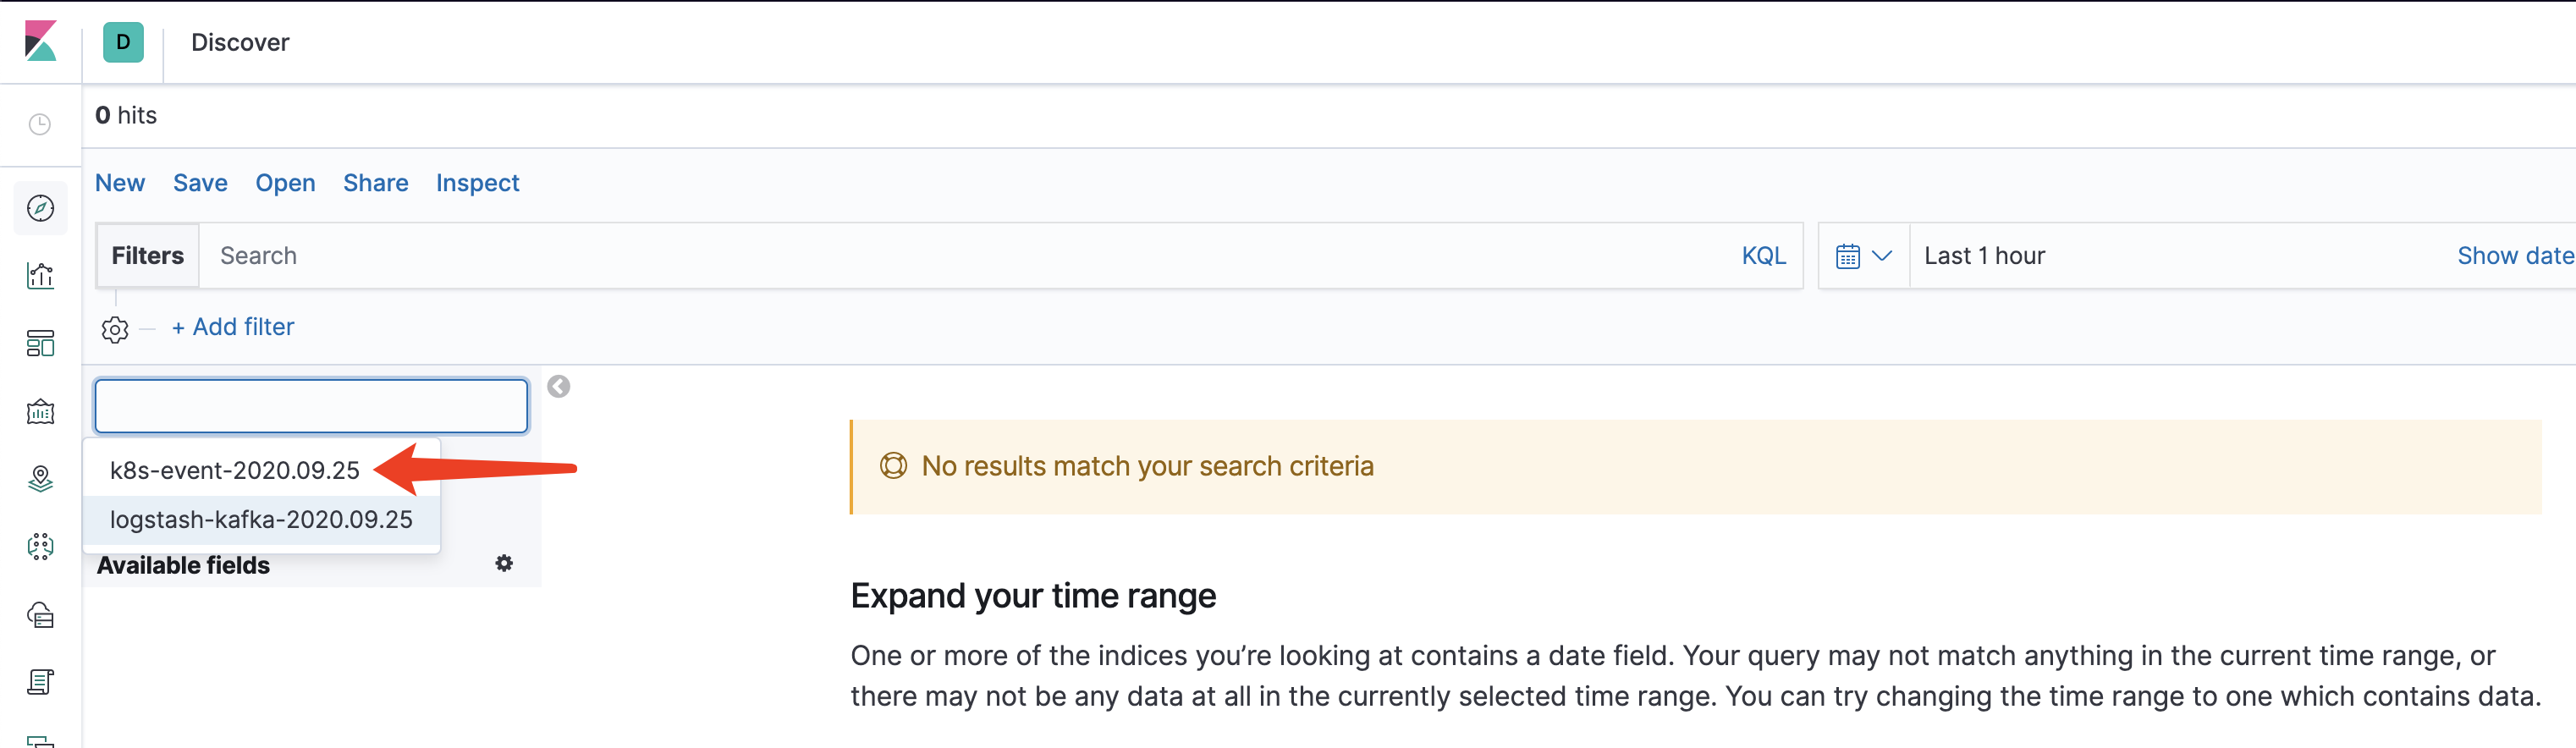 D Discover
0 hits
New Save Open Share Inspect
Filters Search KQL Last 1 hour Show date
+ Add filter
k8s-event-2020.09.25
logstash-kafka-2020.09.25
Available fields
No results match your search criteria
Expand your time range
One or more of the indices you’re looking at contains a date field. Your query may not match anything in the current time range, or
there may not be any data at all in the currently selected time range. You can try changing the time range to one which contains data.